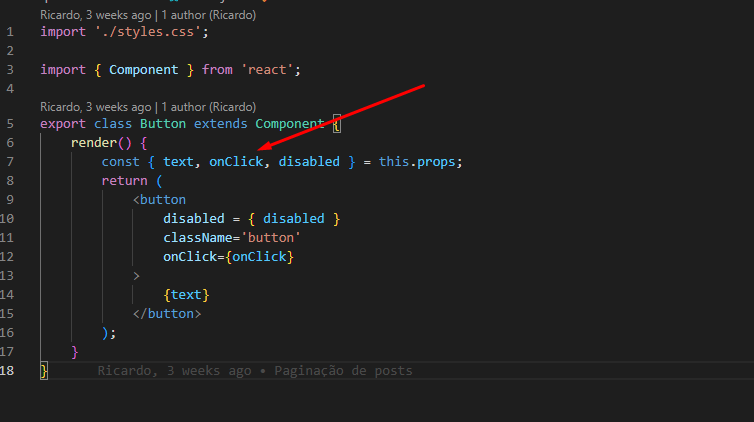 Ricardo, 3 weeks ago | 1 author (Ricardo)
1 import './styles.css';
2
3 import { Component } from 'react';
4
Ricardo, 3 weeks ago | 1 author (Ricardo)
5 export class Button extends Component {
6 render() {
7 const { text, onClick, disabled } = this.props;
8 return (
9 <button
10 disabled = { disabled }
11 className='button'
12 onClick={onClick}
13 >
14 {text}
15 </button>
16 );
17 }
18 } Ricardo, 3 weeks ago • Paginação de posts